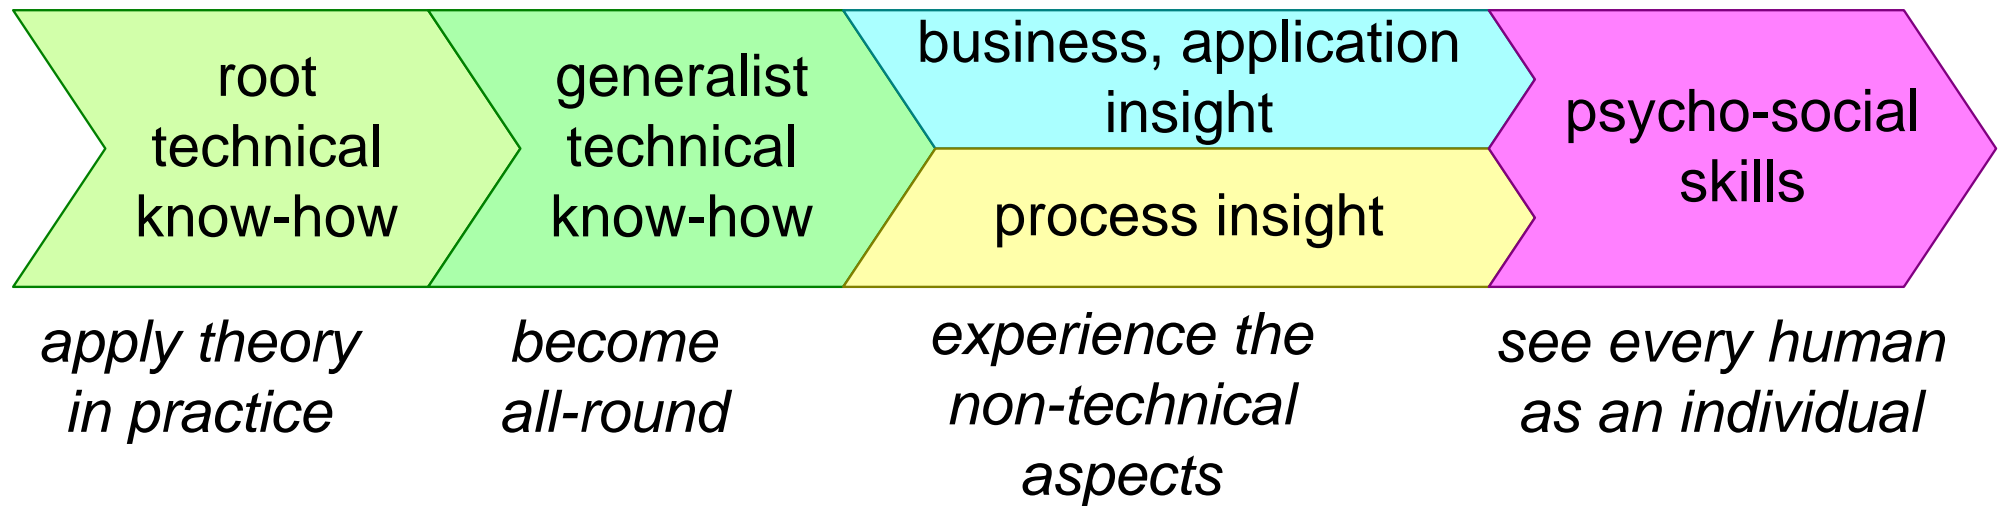 root
technical
know-how
generalist
technical
know-how
business, application
insight
process insight
psycho-social
skills
apply theory
in practice
become
all-round
experience the
non-technical
aspects
see every human
as an individual